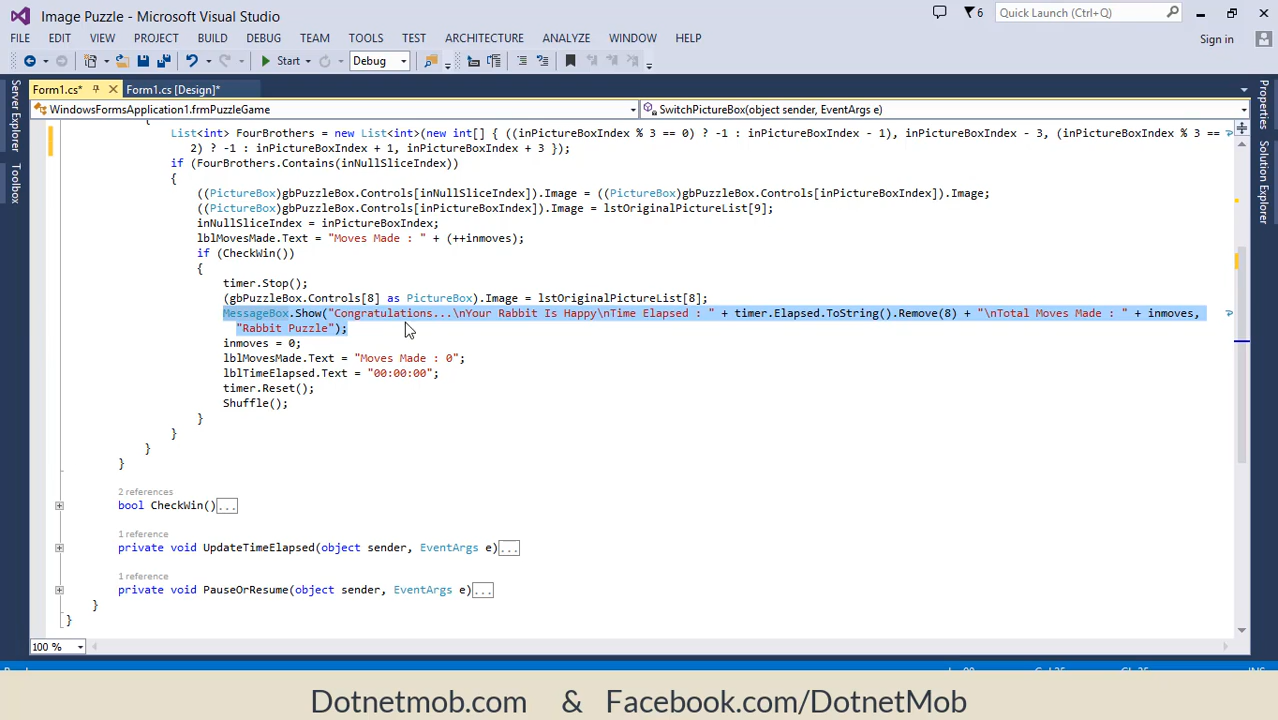 Image Puzzle - Microsoft Visual Studio
6
Quick Launch (Ctrl+Q)
FILE EDIT VIEW PROJECT BUILD DEBUG TEAM TOOLS TEST ARCHITECTURE ANALYZE WINDOW HELP
Sign in
Start Debug
Form1.cs* Form1.cs [Design]*
WindowsFormsApplication1.frmPuzzleGame SwitchPictureBox(object sender, EventArgs e)
Server Explorer
Toolbox
Properties
Solution Explorer
{
List<int> FourBrothers = new List<int>(new int[] { ((inPictureBoxIndex % 3 == 0) ? -1 : inPictureBoxIndex - 1), inPictureBoxIndex - 3, (inPictureBoxIndex % 3 ==
2) ? -1 : inPictureBoxIndex + 1, inPictureBoxIndex + 3 });
if (FourBrothers.Contains(inNullSliceIndex))
{
((PictureBox)gbPuzzleBox.Controls[inNullSliceIndex]).Image = ((PictureBox)gbPuzzleBox.Controls[inPictureBoxIndex]).Image;
((PictureBox)gbPuzzleBox.Controls[inPictureBoxIndex]).Image = lstOriginalPictureList[9];
inNullSliceIndex = inPictureBoxIndex;
lblMovesMade.Text = "Moves Made : " + (++inmoves);
if (CheckWin())
{
timer.Stop();
(gbPuzzleBox.Controls[8] as PictureBox).Image = lstOriginalPictureList[8];
MessageBox.Show("Congratulations...\nYour Rabbit Is Happy\nTime Elapsed : " + timer.Elapsed.ToString().Remove(8) + "\nTotal Moves Made : " + inmoves,
"Rabbit Puzzle");
inmoves = 0;
lblMovesMade.Text = "Moves Made : 0";
lblTimeElapsed.Text = "00:00:00";
timer.Reset();
Shuffle();
}
}
}
}
2 references
bool CheckWin()...
1 reference
private void UpdateTimeElapsed(object sender, EventArgs e)...
1 reference
private void PauseOrResume(object sender, EventArgs e)...
}
}
100 %
Dotnetmob.com & Facebook.com/DotnetMob